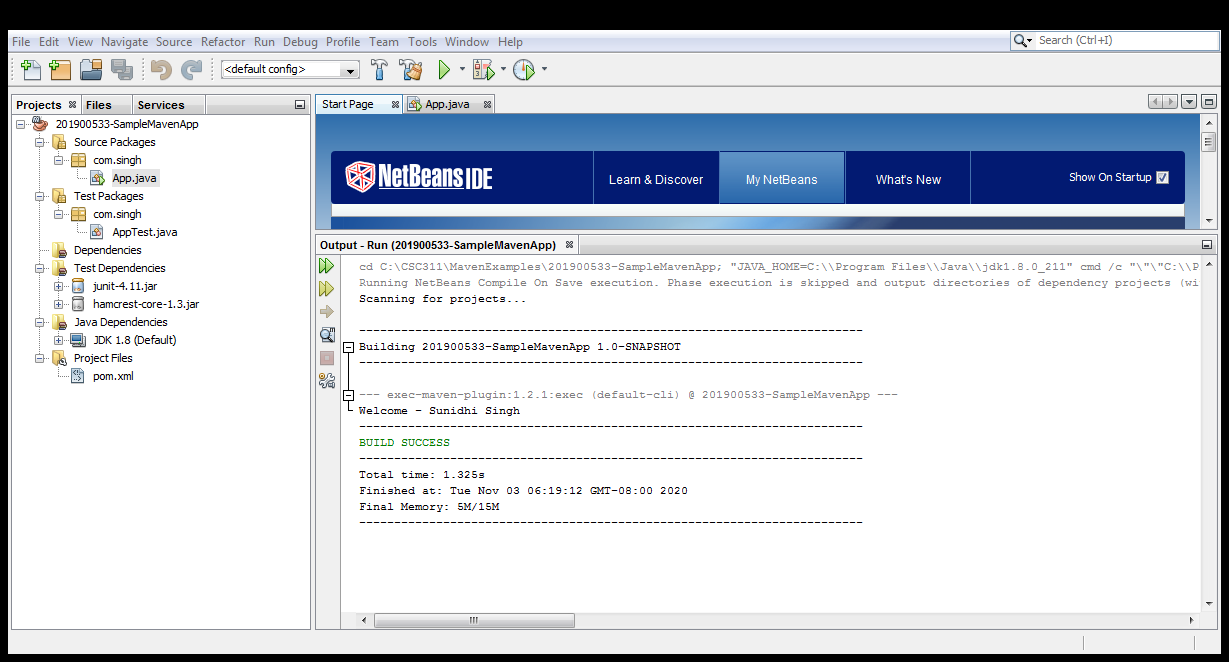 File Edit View Navigate Source Refactor Run Debug Profile Team Tools Window Help
Search (Ctrl+I)
<default config>
Projects Files Services
201900533-SampleMavenApp
Source Packages
com.singh
App.java
Test Packages
com.singh
AppTest.java
Dependencies
Test Dependencies
junit-4.11.jar
hamcrest-core-1.3.jar
Java Dependencies
JDK 1.8 (Default)
Project Files
pom.xml
Start Page App.java
NetBeans IDE
Learn & Discover My NetBeans What's New Show On Startup
Output - Run (201900533-SampleMavenApp)
cd C:\CSC311\MavenExamples\201900533-SampleMavenApp; "JAVA_HOME=C:\\Program Files\\Java\\jdk1.8.0_211" cmd /c "\"\"C:\\P
Running NetBeans Compile On Save execution. Phase execution is skipped and output directories of dependency projects (wi
Scanning for projects...
------------------------------------------------------------------------
Building 201900533-SampleMavenApp 1.0-SNAPSHOT
------------------------------------------------------------------------
--- exec-maven-plugin:1.2.1:exec (default-cli) @ 201900533-SampleMavenApp ---
Welcome - Sunidhi Singh
------------------------------------------------------------------------
BUILD SUCCESS
------------------------------------------------------------------------
Total time: 1.325s
Finished at: Tue Nov 03 06:19:12 GMT-08:00 2020
Final Memory: 5M/15M
------------------------------------------------------------------------